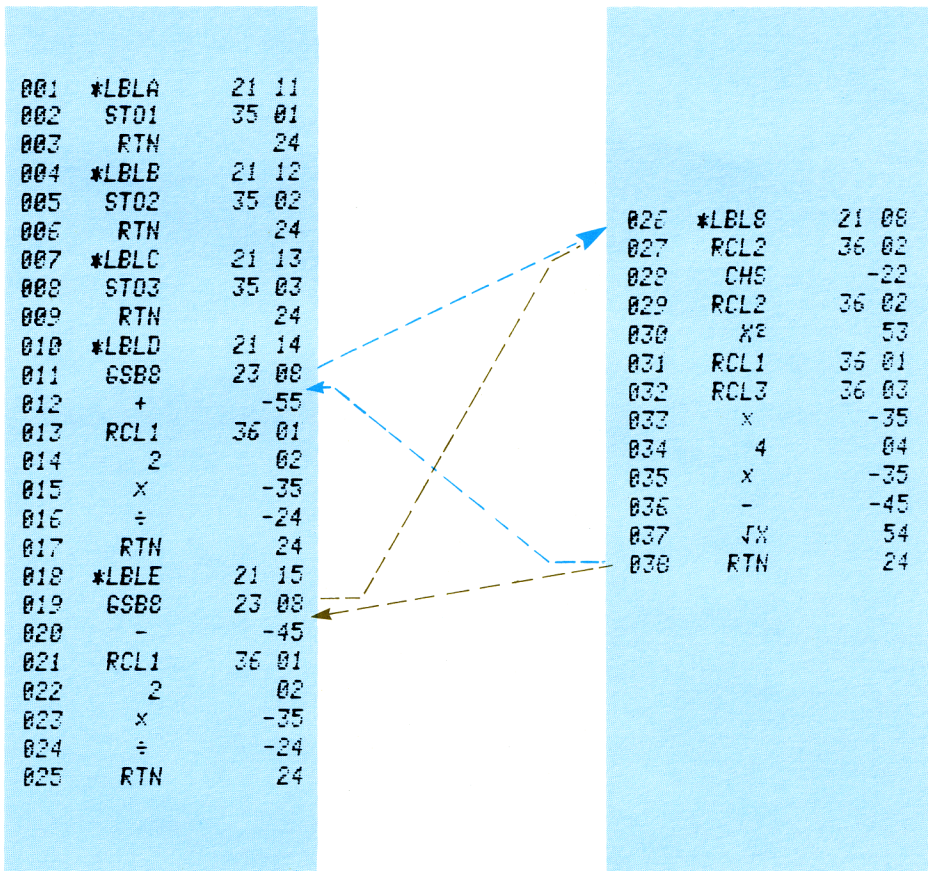 001 *LBLA 21 11
002 STO1 35 01
003 RTN 24
004 *LBLB 21 12
005 STO2 35 02
006 RTN 24
007 *LBLC 21 13
008 STO3 35 03
009 RTN 24
010 *LBLD 21 14
011 GSB8 23 08
012 + -55
013 RCL1 36 01
014 2 02
015 × -35
016 ÷ -24
017 RTN 24
018 *LBLE 21 15
019 GSB8 23 08
020 - -45
021 RCL1 36 01
022 2 02
023 × -35
024 ÷ -24
025 RTN 24
026 *LBL8 21 08
027 RCL2 36 02
028 CHS -22
029 RCL2 36 02
030 X² 53
031 RCL1 36 01
032 RCL3 36 03
033 × -35
034 4 04
035 × -35
036 - -45
037 √X 54
038 RTN 24